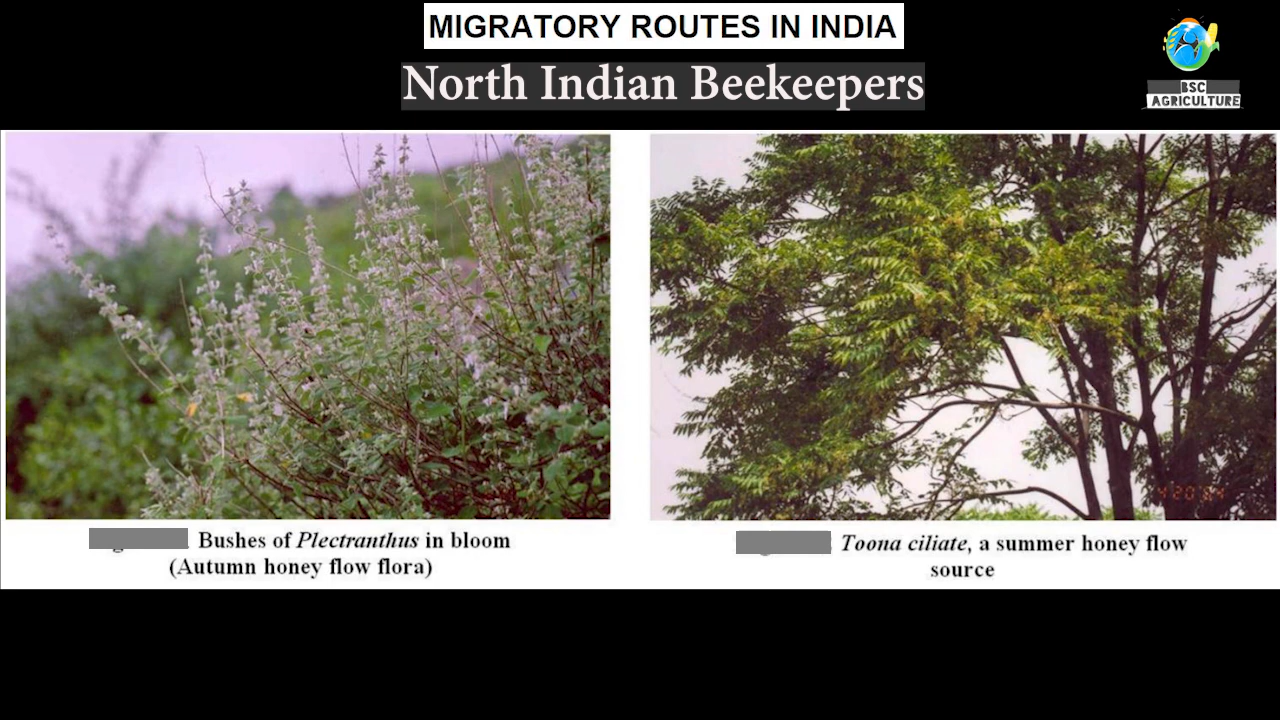 MIGRATORY ROUTES IN INDIA
North Indian Beekeepers
BSC
AGRICULTURE
Bushes of Plectranthus in bloom
(Autumn honey flow flora)
Toona ciliate, a summer honey flow
source